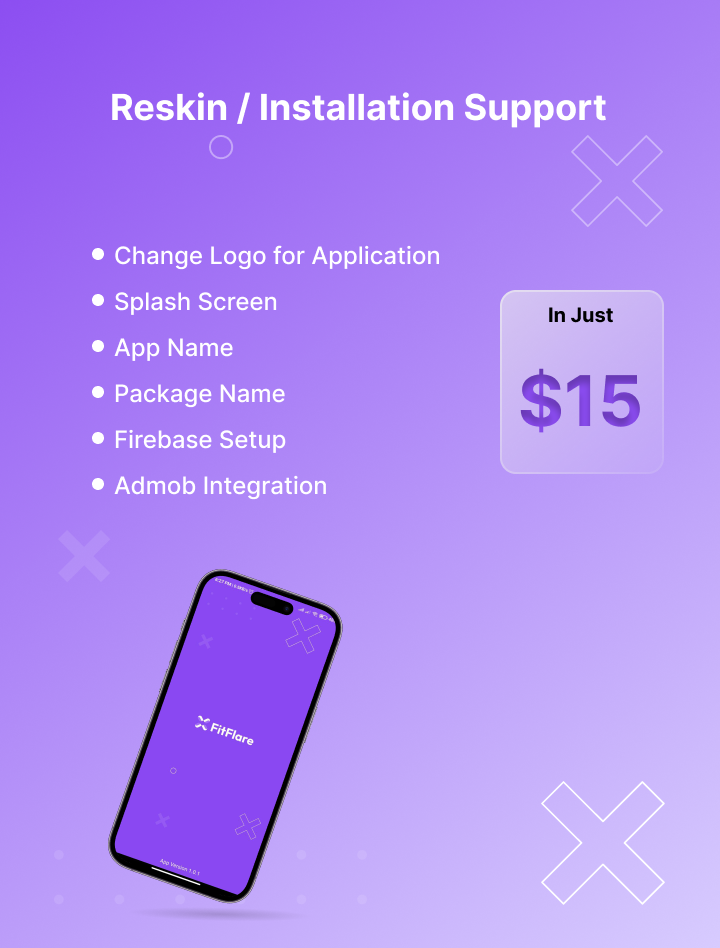 Reskin / Installation Support
Change Logo for Application
Splash Screen
App Name
Package Name
Firebase Setup
Admob Integration
In Just
$15
FitFlare
App Version 1.0.1